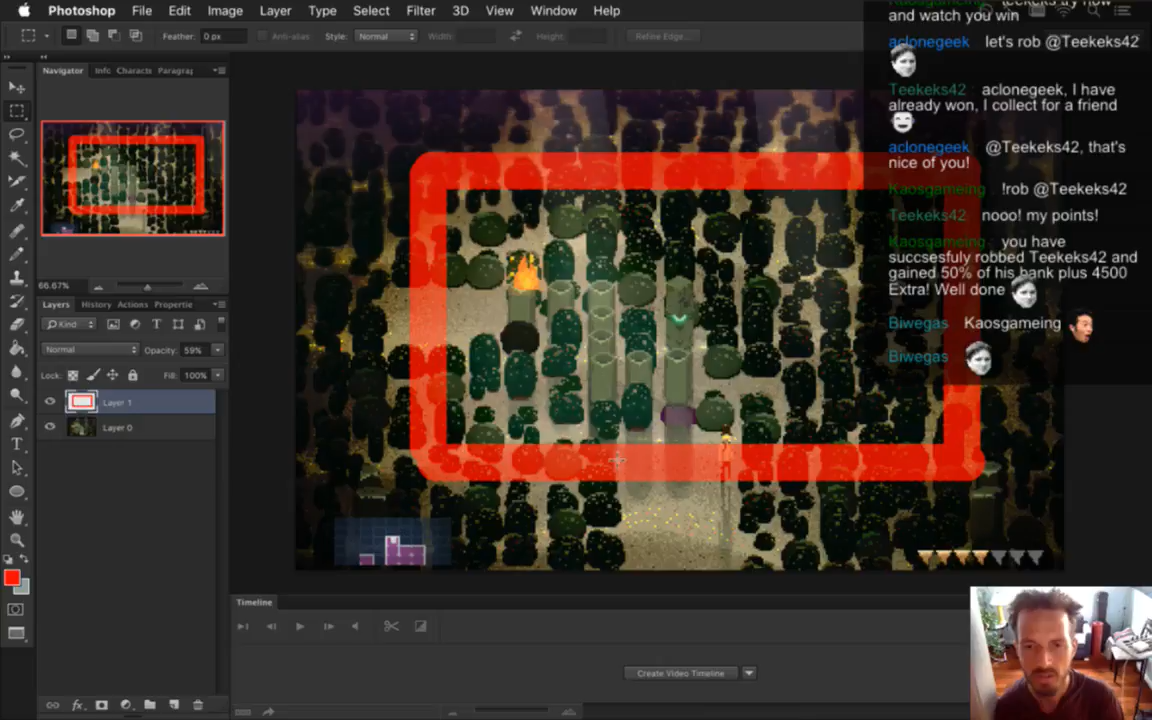 Photoshop File Edit Image Layer Type Select Filter 3D View Window Help
Feather: 0 px Anti-alias Style: Normal Width: Height: Refine Edge...
Navigator Info Characte Paragraj
66.67%
Layers History Actions Propertie
Kind
Normal Opacity: 59%
Lock: Fill: 100%
Layer 1
Layer 0
Timeline
Create Video Timeline
and watch you win
aclonegeek let's rob @Teekeks42
Teekeks42 aclonegeek, I have
already won, I collect for a friend
aclonegeek @Teekeks42, that's
nice of you!
Kaosgameing !rob @Teekeks42
Teekeks42 nooo! my points!
Kaosgameing you have
succesfuly robbed Teekeks42 and
gained 50% of his bank plus 4500
Extra! Well done
Biwegas Kaosgameing
Biwegas